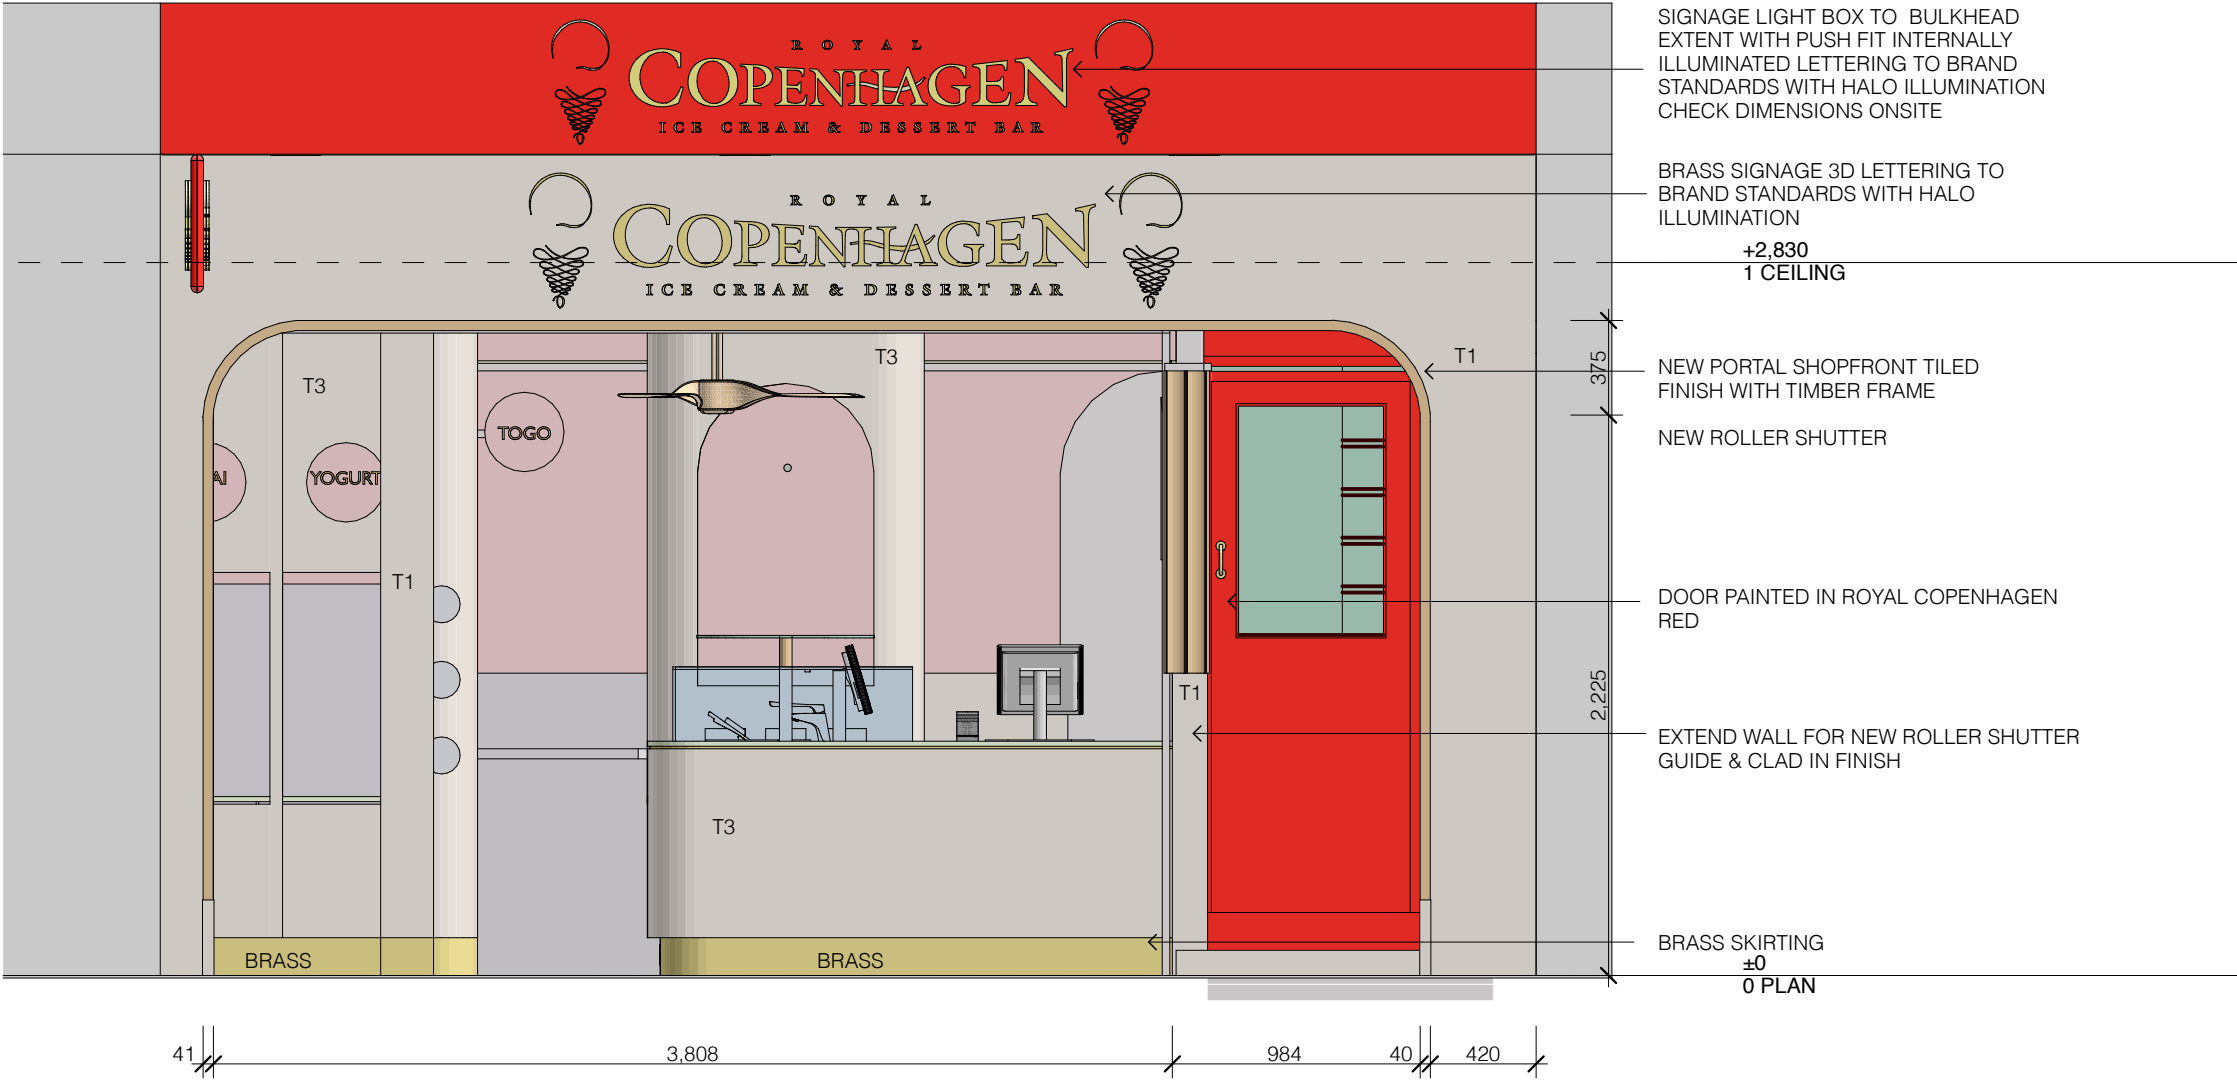 ROYAL
COPENHAGEN
ICE CREAM & DESSERT BAR
SIGNAGE LIGHT BOX TO BULKHEAD
EXTENT WITH PUSH FIT INTERNALLY
ILLUMINATED LETTERING TO BRAND
STANDARDS WITH HALO ILLUMINATION
CHECK DIMENSIONS ONSITE
ROYAL
COPENHAGEN
ICE CREAM & DESSERT BAR
BRASS SIGNAGE 3D LETTERING TO
BRAND STANDARDS WITH HALO
ILLUMINATION
+2,830
1 CEILING
T3
T3
T1
375
NEW PORTAL SHOPFRONT TILED
FINISH WITH TIMBER FRAME
NEW ROLLER SHUTTER
TOGO
AI
YOGURT
T1
DOOR PAINTED IN ROYAL COPENHAGEN
RED
T1
2,225
EXTEND WALL FOR NEW ROLLER SHUTTER
GUIDE & CLAD IN FINISH
T3
BRASS
BRASS
BRASS SKIRTING
±0
0 PLAN
41
3,808
984
40
420